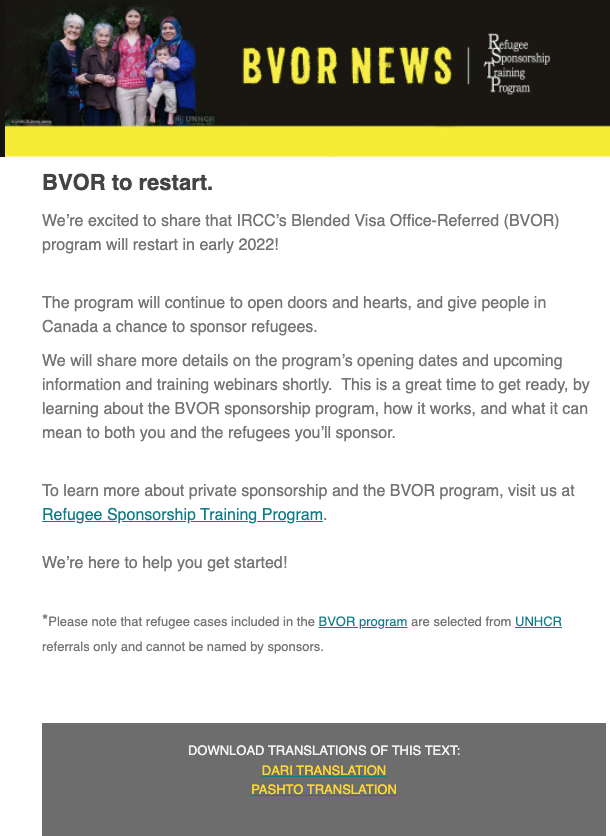 BVOR NEWS
Refugee
Sponsorship
Training
Program
UNHCR
BVOR to restart.
We’re excited to share that IRCC’s Blended Visa Office-Referred (BVOR)
program will restart in early 2022!
The program will continue to open doors and hearts, and give people in
Canada a chance to sponsor refugees.
We will share more details on the program’s opening dates and upcoming
information and training webinars shortly.  This is a great time to get ready, by
learning about the BVOR sponsorship program, how it works, and what it can
mean to both you and the refugees you’ll sponsor.
To learn more about private sponsorship and the BVOR program, visit us at
Refugee Sponsorship Training Program.
We’re here to help you get started!
*Please note that refugee cases included in the BVOR program are selected from UNHCR
referrals only and cannot be named by sponsors.
DOWNLOAD TRANSLATIONS OF THIS TEXT:
DARI TRANSLATION
PASHTO TRANSLATION